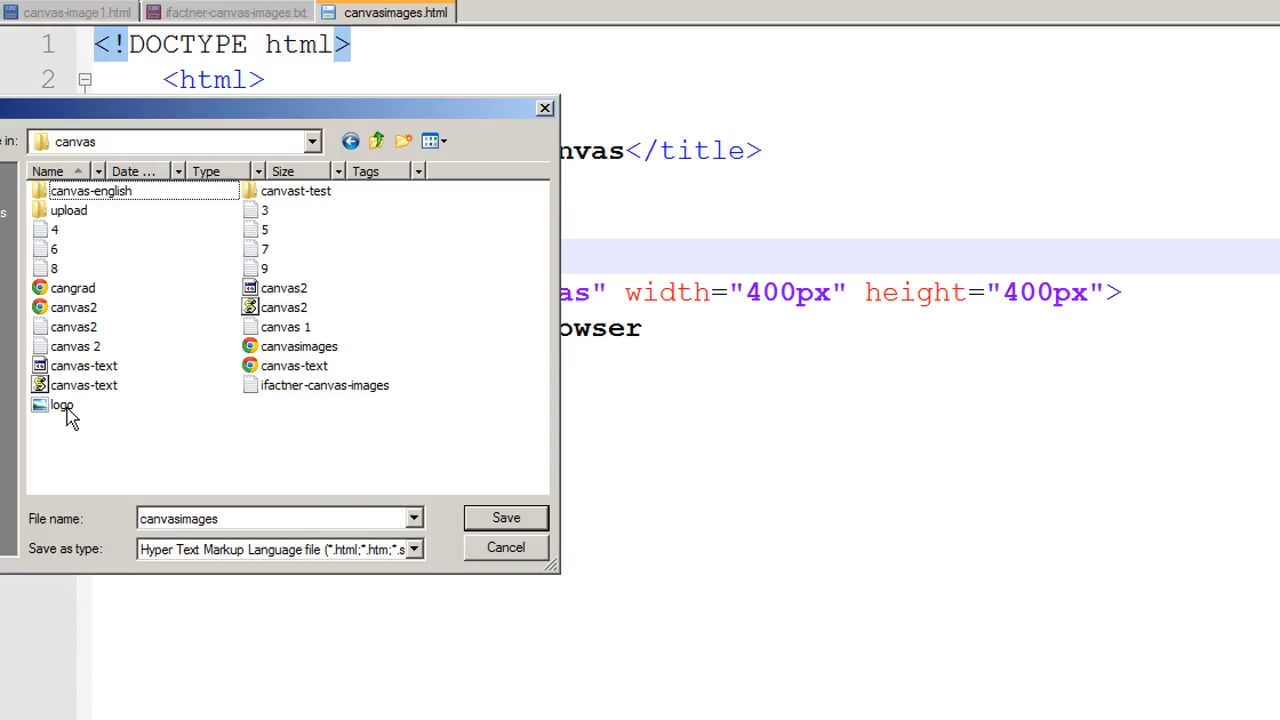 canvas-image1.html ifactner-canvas-images.txt canvasimages.html
1 <!DOCTYPE html>
2 <html>
in: canvas
nvas</title>
Name Date ... Type Size Tags
canvas-english canvast-test
upload 3
4 5
6 7
8 9
cangrad canvas2
canvas2 canvas2
canvas2 canvas 1
canvas 2 canvasimages
canvas-text canvas-text
canvas-text ifactner-canvas-images
logo
as" width="400px" height="400px">
owser
File name: canvasimages Save
Save as type: Hyper Text Markup Language file (*.html;*.htm;*.s Cancel